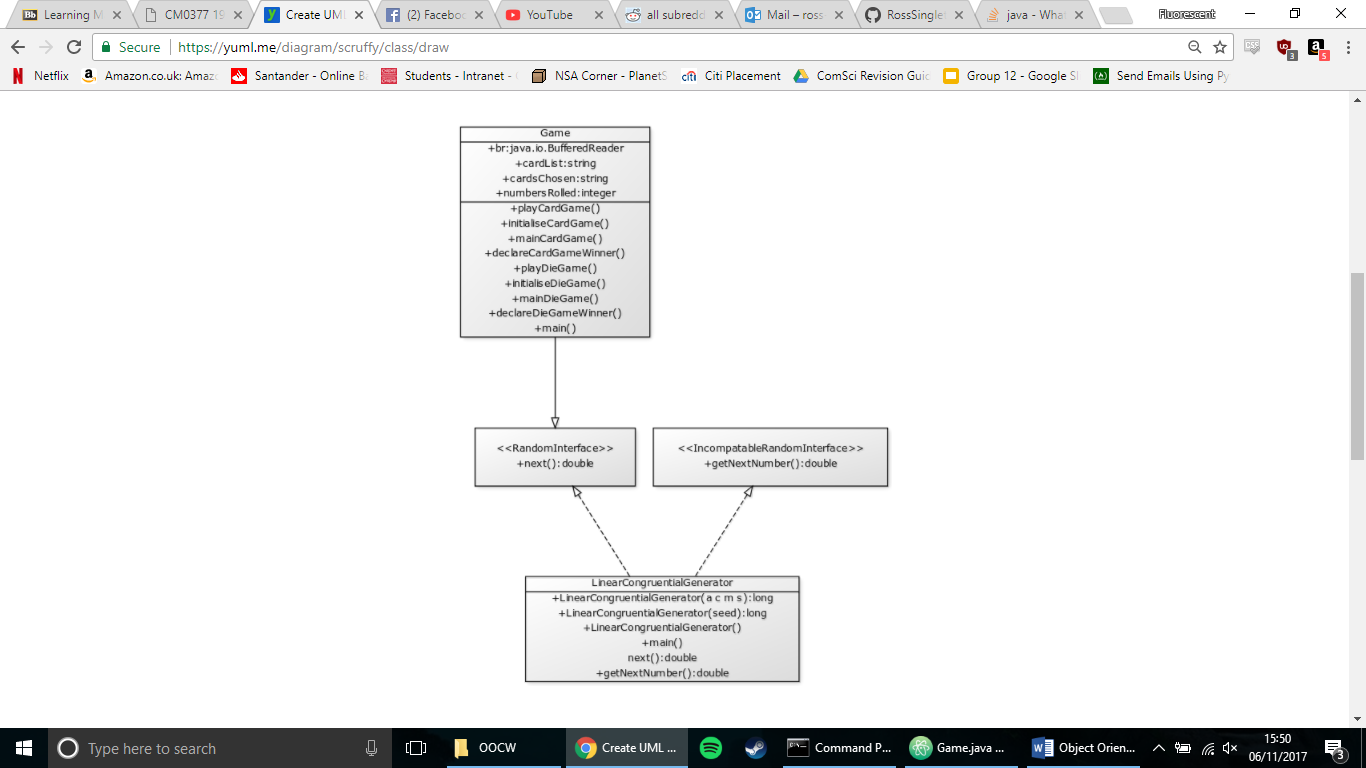 Learning M
CM0377 19
Create UML
(2) Faceboo
YouTube
all subredd
Mail – ross
RossSingle
java - Wha
Fluorescent
Secure
https://yuml.me/diagram/scruffy/class/draw
Netflix
Amazon.co.uk: Amaz
Santander - Online B
Students - Intranet -
NSA Corner - PlanetS
Citi Placement
ComSci Revision Guid
Group 12 - Google Sl
Send Emails Using Py
Game
+br:java.io.BufferedReader
+cardList:string
+cardsChosen:string
+numbersRolled:integer
+playCardGame()
+initialiseCardGame()
+mainCardGame()
+declareCardGameWinner()
+playDieGame()
+initialiseDieGame()
+mainDieGame()
+declareDieGameWinner()
+main()
<<RandomInterface>>
+next():double
<<IncompatableRandomInterface>>
+getNextNumber():double
LinearCongruentialGenerator
+LinearCongruentialGenerator(a c m s):long
+LinearCongruentialGenerator(seed):long
+LinearCongruentialGenerator()
+main()
next():double
+getNextNumber():double
Type here to search
OOCW
Create UML ...
Command P...
Game.java ...
Object Orien...
15:50
06/11/2017
3